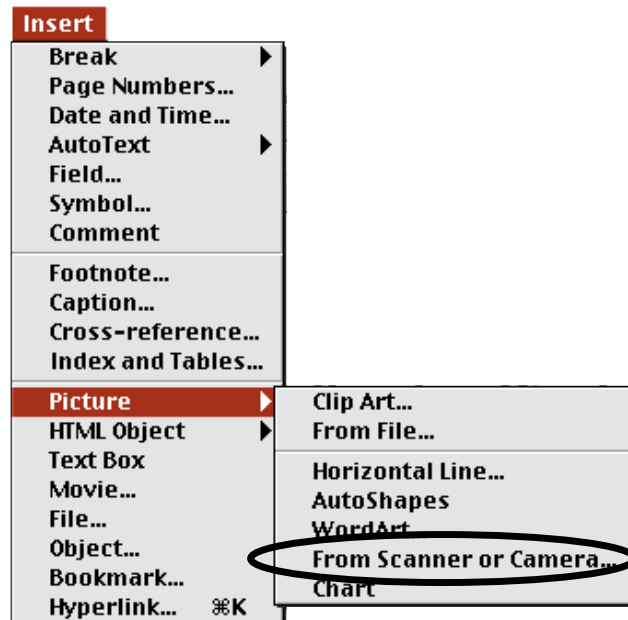 Insert
Break
Page Numbers...
Date and Time...
AutoText
Field...
Symbol...
Comment
Footnote...
Caption...
Cross-reference...
Index and Tables...
Picture
HTML Object
Text Box
Movie...
File...
Object...
Bookmark...
Hyperlink... ⌘K
Clip Art...
From File...
Horizontal Line...
AutoShapes
WordArt
From Scanner or Camera...
Chart